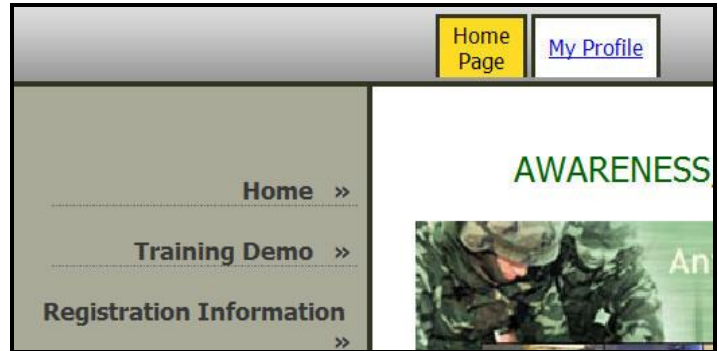 Home
Page
My Profile
Home »
Training Demo »
Registration Information
»
AWARENESS,
An